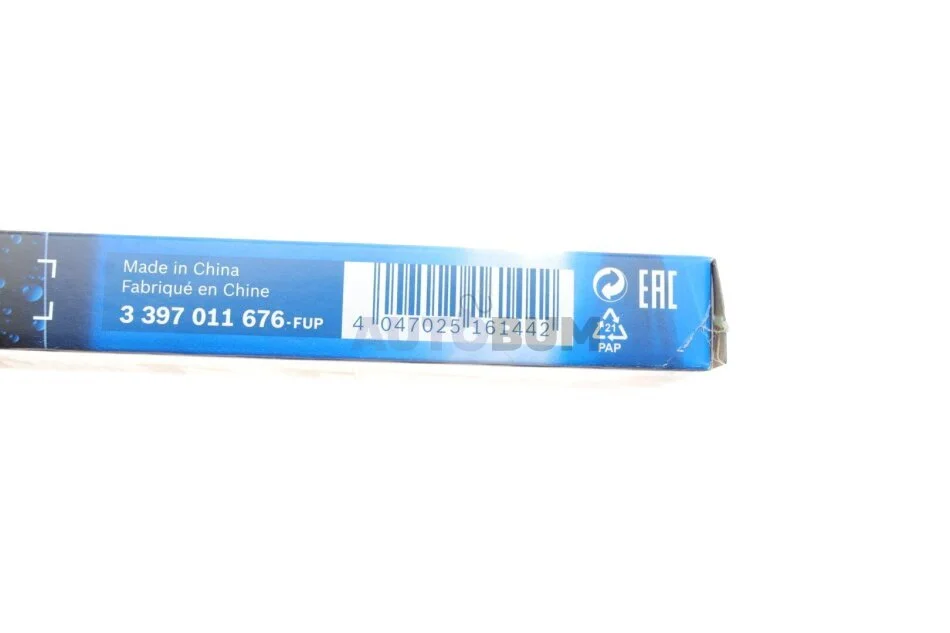 Made in China
Fabriqué en Chine
3 397 011 676-FUP
4 047025 161442
AUTOBUM
EAC
21
PAP